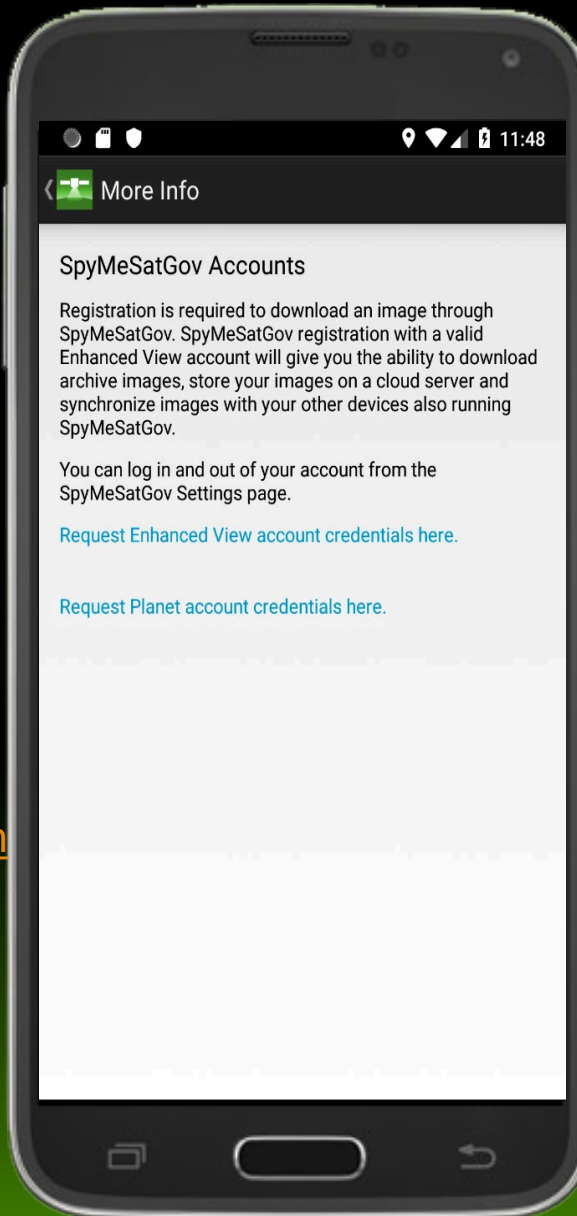 11:48
More Info
SpyMeSatGov Accounts
Registration is required to download an image through
SpyMeSatGov. SpyMeSatGov registration with a valid
Enhanced View account will give you the ability to download
archive images, store your images on a cloud server and
synchronize images with your other devices also running
SpyMeSatGov.
You can log in and out of your account from the
SpyMeSatGov Settings page.
Request Enhanced View account credentials here.
Request Planet account credentials here.